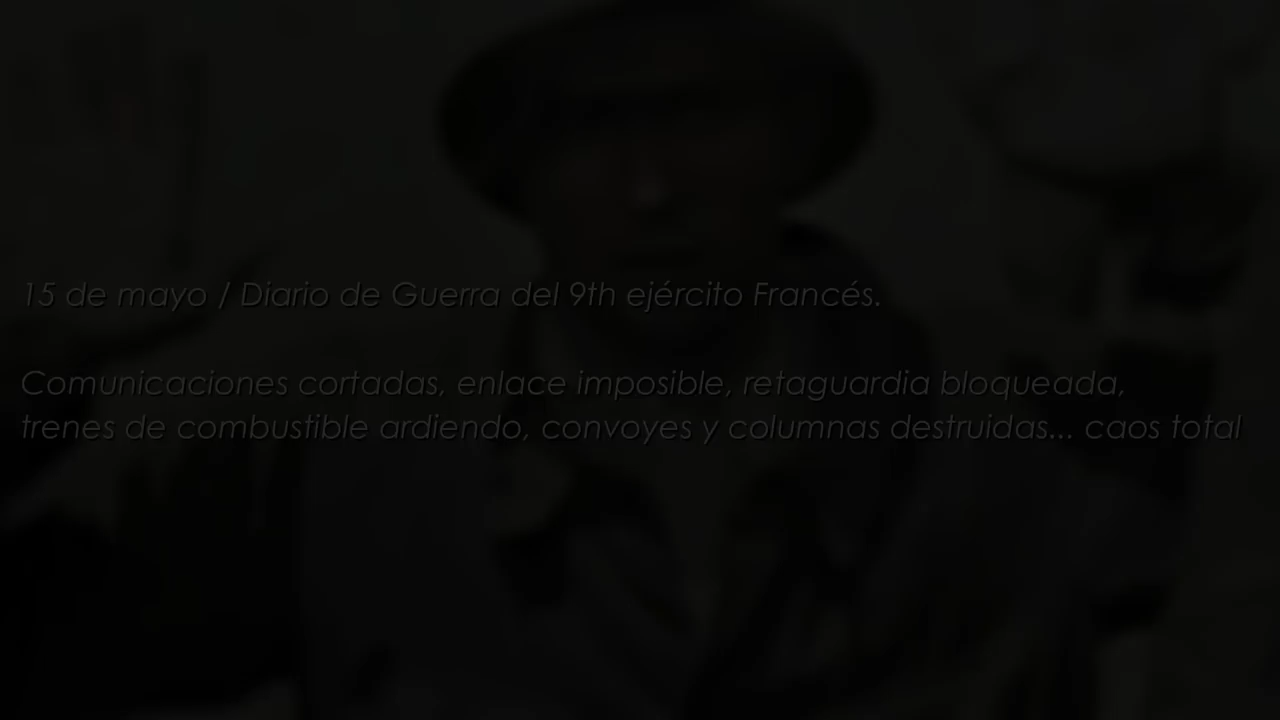 15 de mayo / Diario de Guerra del 9th ejército Francés.
Comunicaciones cortadas, enlace imposible, retaguardia bloqueada,
trenes de combustible ardiendo, convoyes y columnas destruidas... caos total